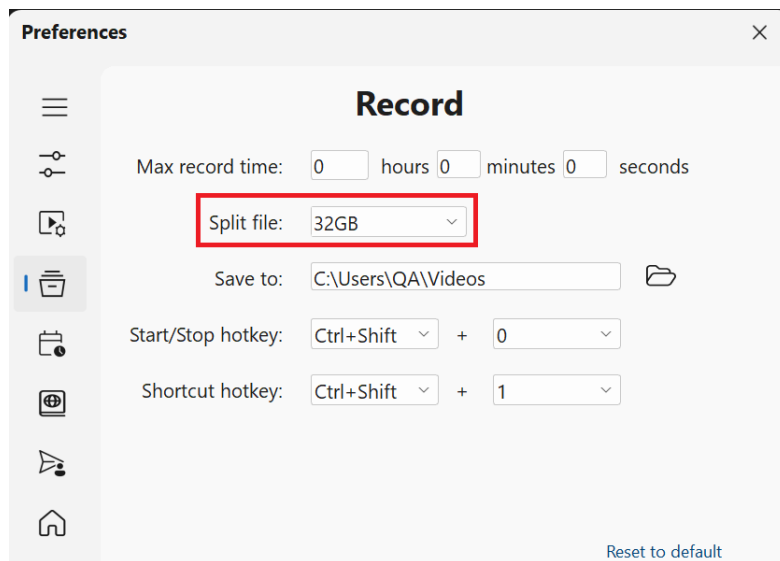 Preferences
Record
Max record time: 0 hours 0 minutes 0 seconds
Split file: 32GB
Save to: C:\Users\QA\Videos
Start/Stop hotkey: Ctrl+Shift + 0
Shortcut hotkey: Ctrl+Shift + 1
Reset to default